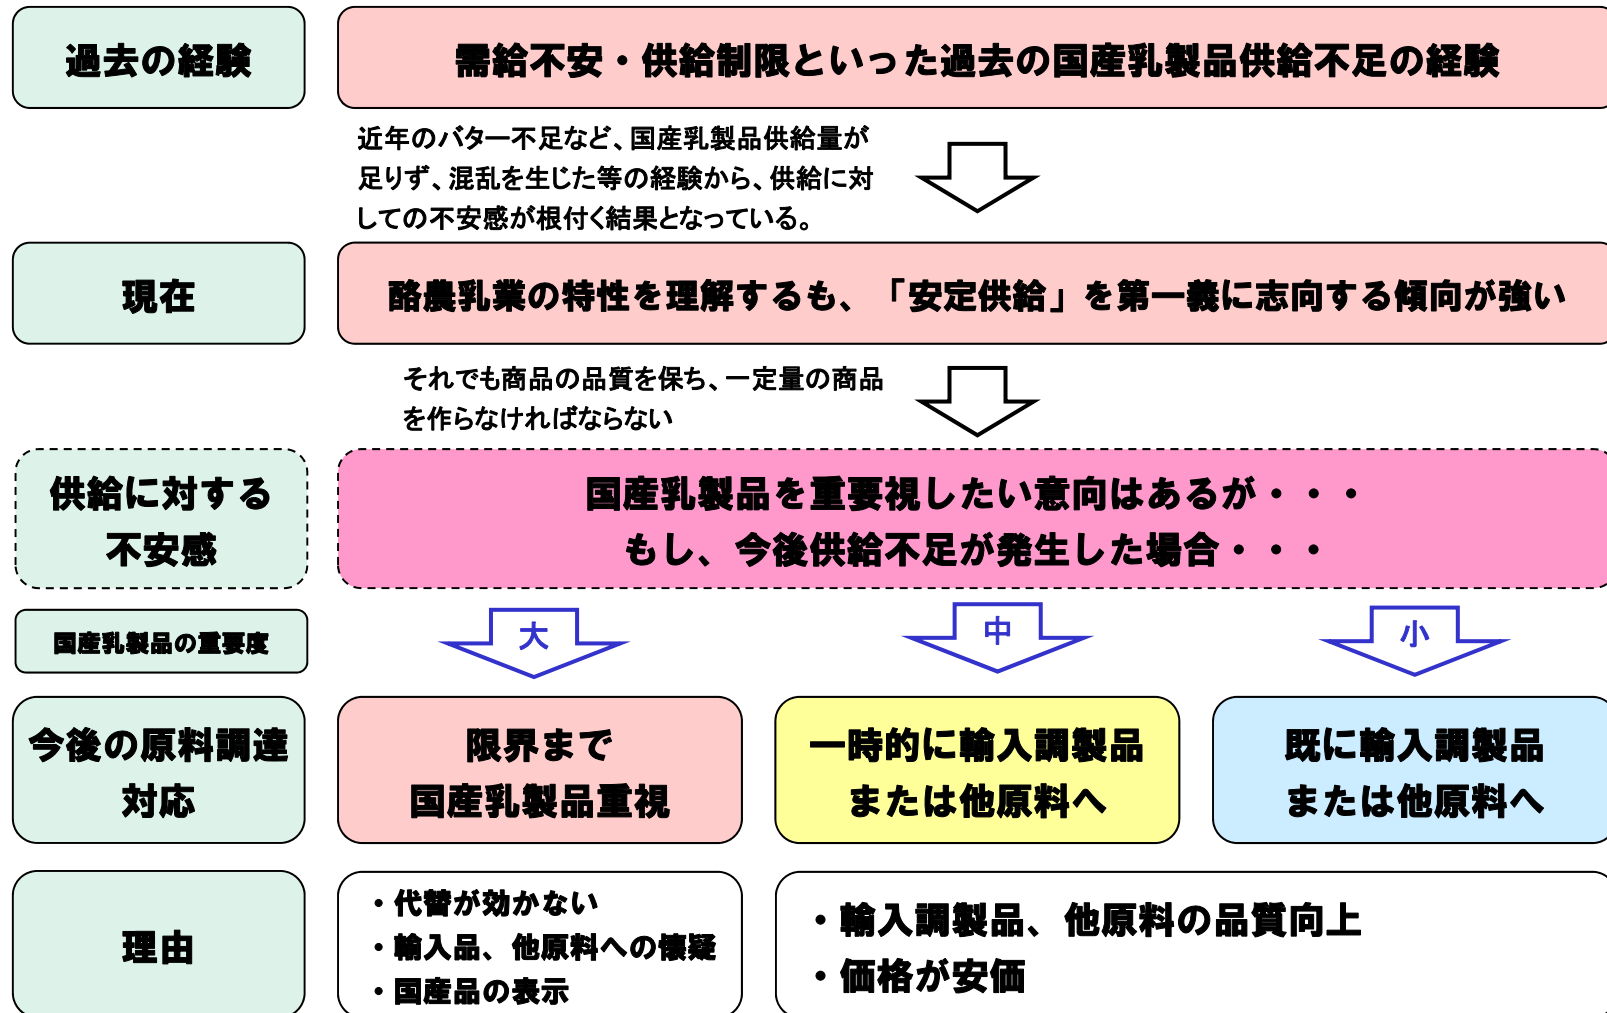 過去の経験
需給不安・供給制限といった過去の国産乳製品供給不足の経験
近年のバター不足など、国産乳製品供給量が
足りず、混乱を生じた等の経験から、供給に対
しての不安感が根付く結果となっている。
現在
酪農乳業の特性を理解するも、「安定供給」を第一義に志向する傾向が強い
それでも商品の品質を保ち、一定量の商品
を作らなければならない
供給に対する
不安感
国産乳製品を重要視したい意向はあるが・・・
もし、今後供給不足が発生した場合・・・
国産乳製品の重要度
大
中
小
今後の原料調達
対応
限界まで
国産乳製品重視
一時的に輸入調製品
または他原料へ
既に輸入調製品
または他原料へ
理由
・代替が効かない
・輸入品、他原料への懐疑
・国産品の表示
・輸入調製品、他原料の品質向上
・価格が安価